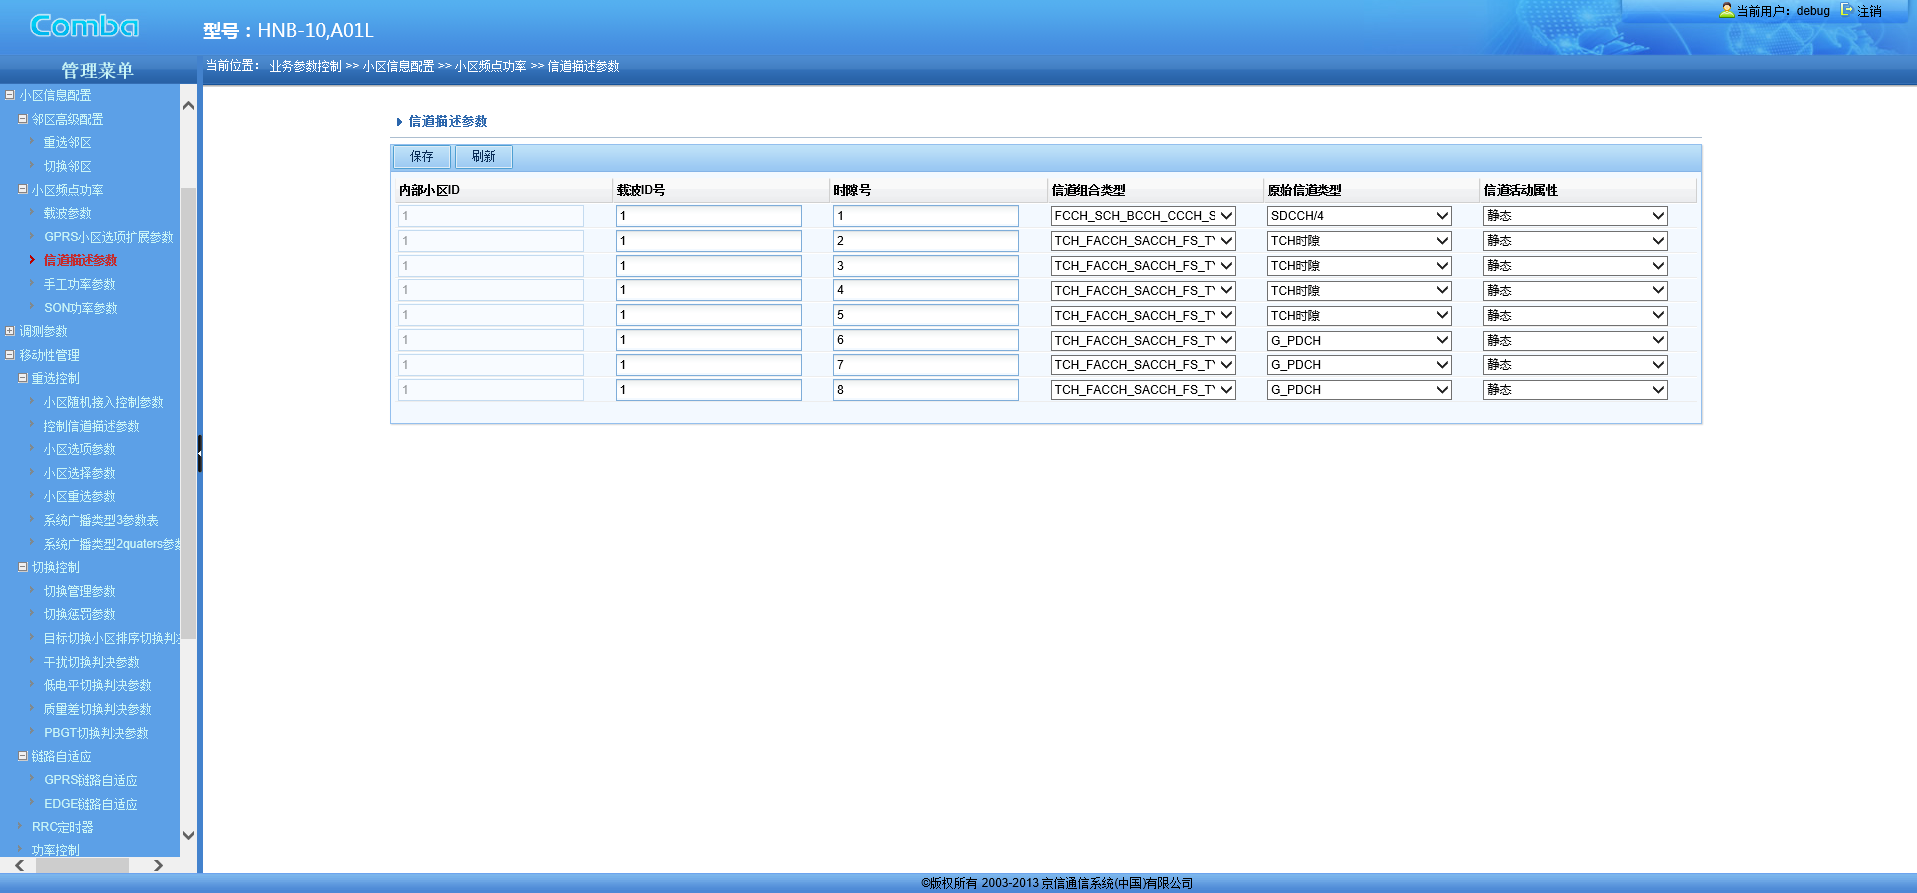 Comba
型号：HNB-10,A01L
当前用户：debug 注销
管理菜单
当前位置： 业务参数控制 >> 小区信息配置 >> 小区频点功率 >> 信道描述参数
小区信息配置
邻区高级配置
重选邻区
切换邻区
小区频点功率
载波参数
GPRS小区选项扩展参数
信道描述参数
手工功率参数
SON功率参数
调测参数
移动性管理
重选控制
小区随机接入控制参数
控制信道描述参数
小区选项参数
小区选择参数
小区重选参数
系统广播类型3参数表
系统广播类型2quaters参数
切换控制
切换管理参数
切换惩罚参数
目标切换小区排序切换判决
干扰切换判决参数
低电平切换判决参数
质量差切换判决参数
PBGT切换判决参数
链路自适应
GPRS链路自适应
EDGE链路自适应
RRC定时器
功率控制
信道描述参数
保存 刷新
内部小区ID 载波ID号 时隙号 信道组合类型 原始信道类型 信道活动属性
1 1 1 FCCH_SCH_BCCH_CCCH_S SDCCH/4 静态
1 1 2 TCH_FACCH_SACCH_FS_TY TCH时隙 静态
1 1 3 TCH_FACCH_SACCH_FS_TY TCH时隙 静态
1 1 4 TCH_FACCH_SACCH_FS_TY TCH时隙 静态
1 1 5 TCH_FACCH_SACCH_FS_TY TCH时隙 静态
1 1 6 TCH_FACCH_SACCH_FS_TY G_PDCH 静态
1 1 7 TCH_FACCH_SACCH_FS_TY G_PDCH 静态
1 1 8 TCH_FACCH_SACCH_FS_TY G_PDCH 静态
©版权所有 2003-2013 京信通信系统(中国)有限公司